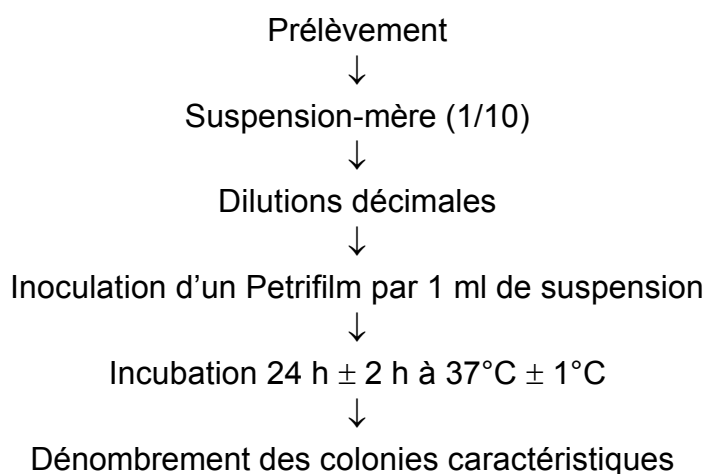 Prélèvement
↓
Suspension-mère (1/10)
↓
Dilutions décimales
↓
Inoculation d’un Petrifilm par 1 ml de suspension
↓
Incubation 24 h ± 2 h à 37°C ± 1°C
↓
Dénombrement des colonies caractéristiques